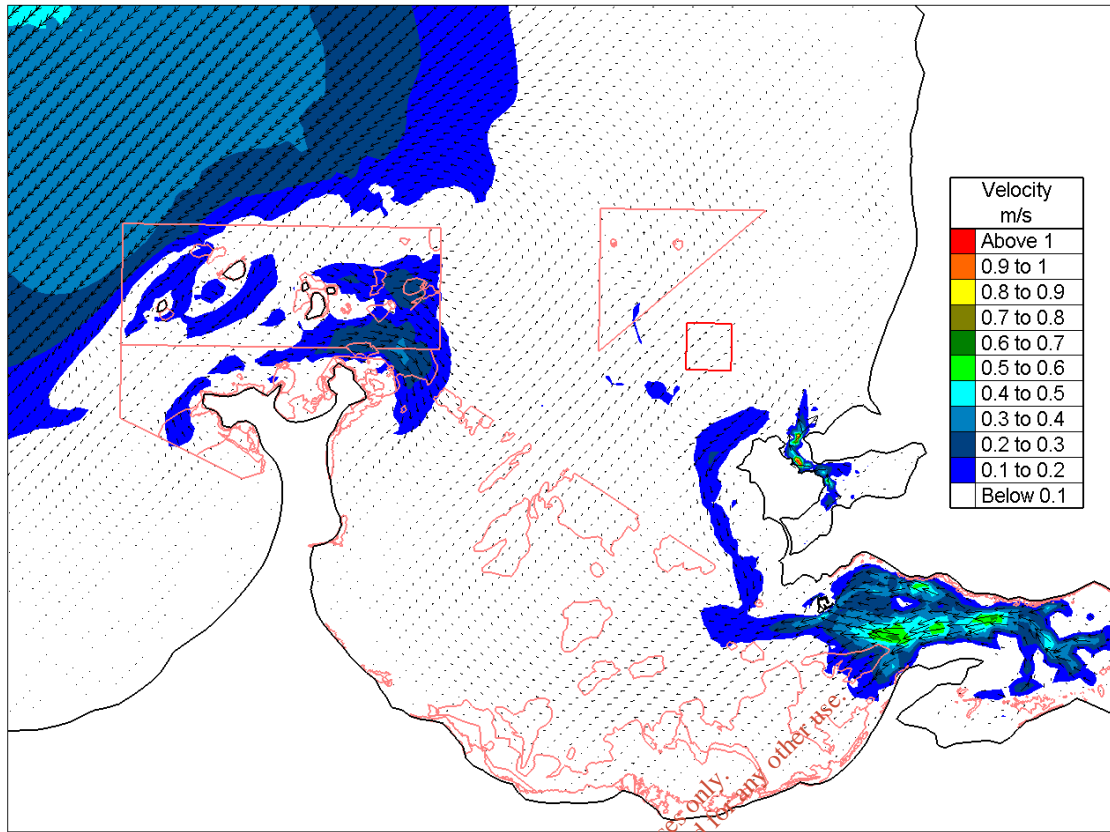 Velocity
m/s
Above 1
0.9 to 1
0.8 to 0.9
0.7 to 0.8
0.6 to 0.7
0.5 to 0.6
0.4 to 0.5
0.3 to 0.4
0.2 to 0.3
0.1 to 0.2
Below 0.1
only
for any other use.